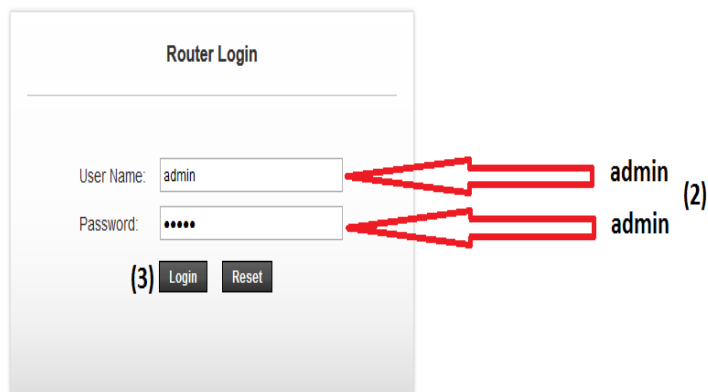 Router Login
User Name: admin admin
(2)
Password: ••••• admin
(3) Login Reset